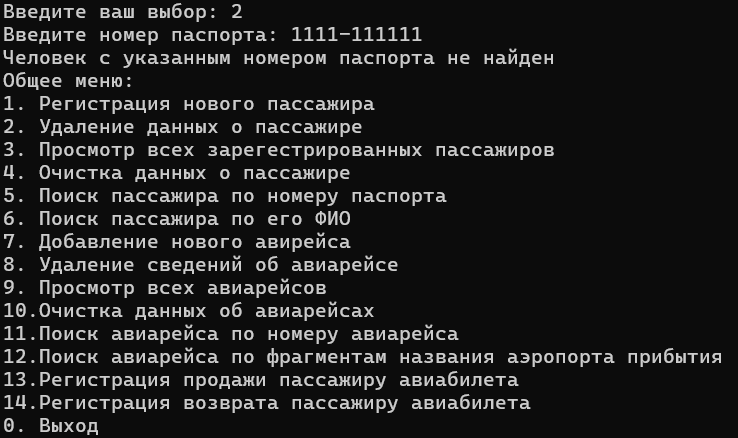 Введите ваш выбор: 2
Введите номер паспорта: 1111-111111
Человек с указанным номером паспорта не найден
Общее меню:
1. Регистрация нового пассажира
2. Удаление данных о пассажире
3. Просмотр всех зарегестрированных пассажиров
4. Очистка данных о пассажире
5. Поиск пассажира по номеру паспорта
6. Поиск пассажира по его ФИО
7. Добавление нового авирейса
8. Удаление сведений об авиарейсе
9. Просмотр всех авиарейсов
10.Очистка данных об авиарейсах
11.Поиск авиарейса по номеру авиарейса
12.Поиск авиарейса по фрагментам названия аэропорта прибытия
13.Регистрация продажи пассажиру авиабилета
14.Регистрация возврата пассажиру авиабилета
0. Выход